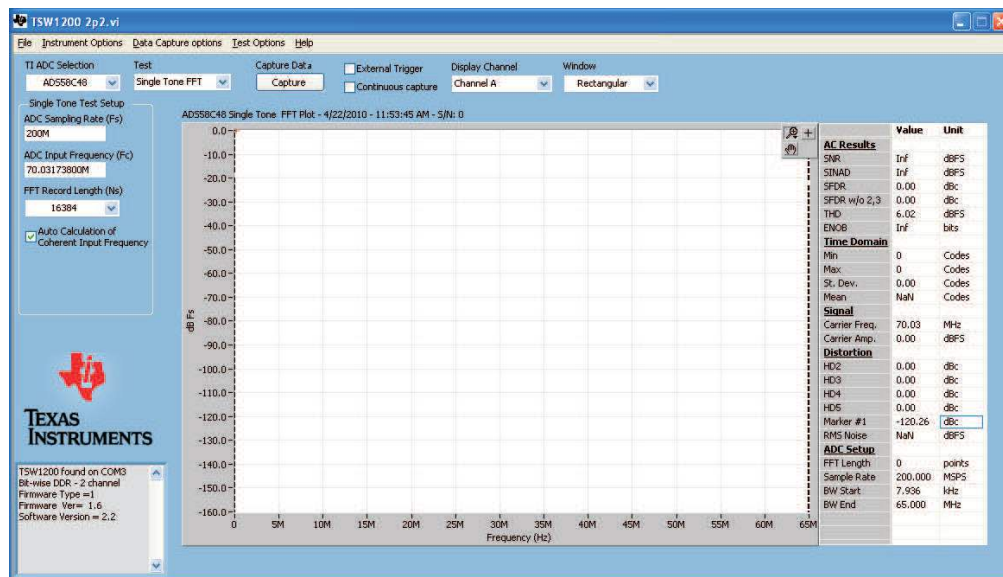 TSW1200 2p2.vi
File Instrument Options Data Capture options Test Options Help
TI ADC Selection Test Capture Data External Trigger Display Channel Window
ADS58C48 Single Tone FFT Capture Continuous capture Channel A Rectangular
Single Tone Test Setup
ADC Sampling Rate (Fs)
200M
ADC Input Frequency (Fc)
70.03173800M
FFT Record Length (Ns)
16384
Auto Calculation of
Coherent Input Frequency
TEXAS
INSTRUMENTS
TSW1200 found on COM3
Bit-wise DDR - 2 channel
Firmware Type =1
Firmware Ver= 1.6
Software Version = 2.2
ADS58C48 Single Tone FFT Plot - 4/22/2010 - 11:53:45 AM - S/N: 0
dB Fs
0.0
-10.0
-20.0
-30.0
-40.0
-50.0
-60.0
-70.0
-80.0
-90.0
-100.0
-110.0
-120.0
-130.0
-140.0
-150.0
-160.0
0 5M 10M 15M 20M 25M 30M 35M 40M 45M 50M 55M 60M 65M
Frequency (Hz)
Value Unit
AC Results
SNR Inf dBFS
SINAD Inf dBFS
SFDR 0.00 dBc
SFDR w/o 2,3 0.00 dBc
THD 6.02 dBFS
ENOB Inf bits
Time Domain
Min 0 Codes
Max 0 Codes
St. Dev. 0.00 Codes
Mean NaN Codes
Signal
Carrier Freq. 70.03 MHz
Carrier Amp. 0.00 dBFS
Distortion
HD2 0.00 dBc
HD3 0.00 dBc
HD4 0.00 dBc
HD5 0.00 dBc
Marker #1 -120.26 dBc
RMS Noise NaN dBFS
ADC Setup
FFT Length 0 points
Sample Rate 200.000 MSPS
BW Start 7.936 kHz
BW End 65.000 MHz